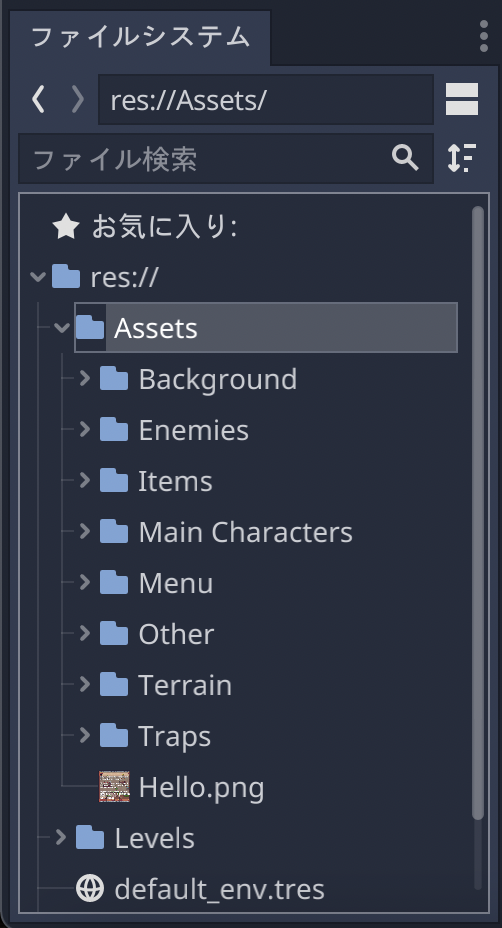 ファイルシステム
res://Assets/
ファイル検索
お気に入り:
res://
Assets
Background
Enemies
Items
Main Characters
Menu
Other
Terrain
Traps
Hello.png
Levels
default_env.tres